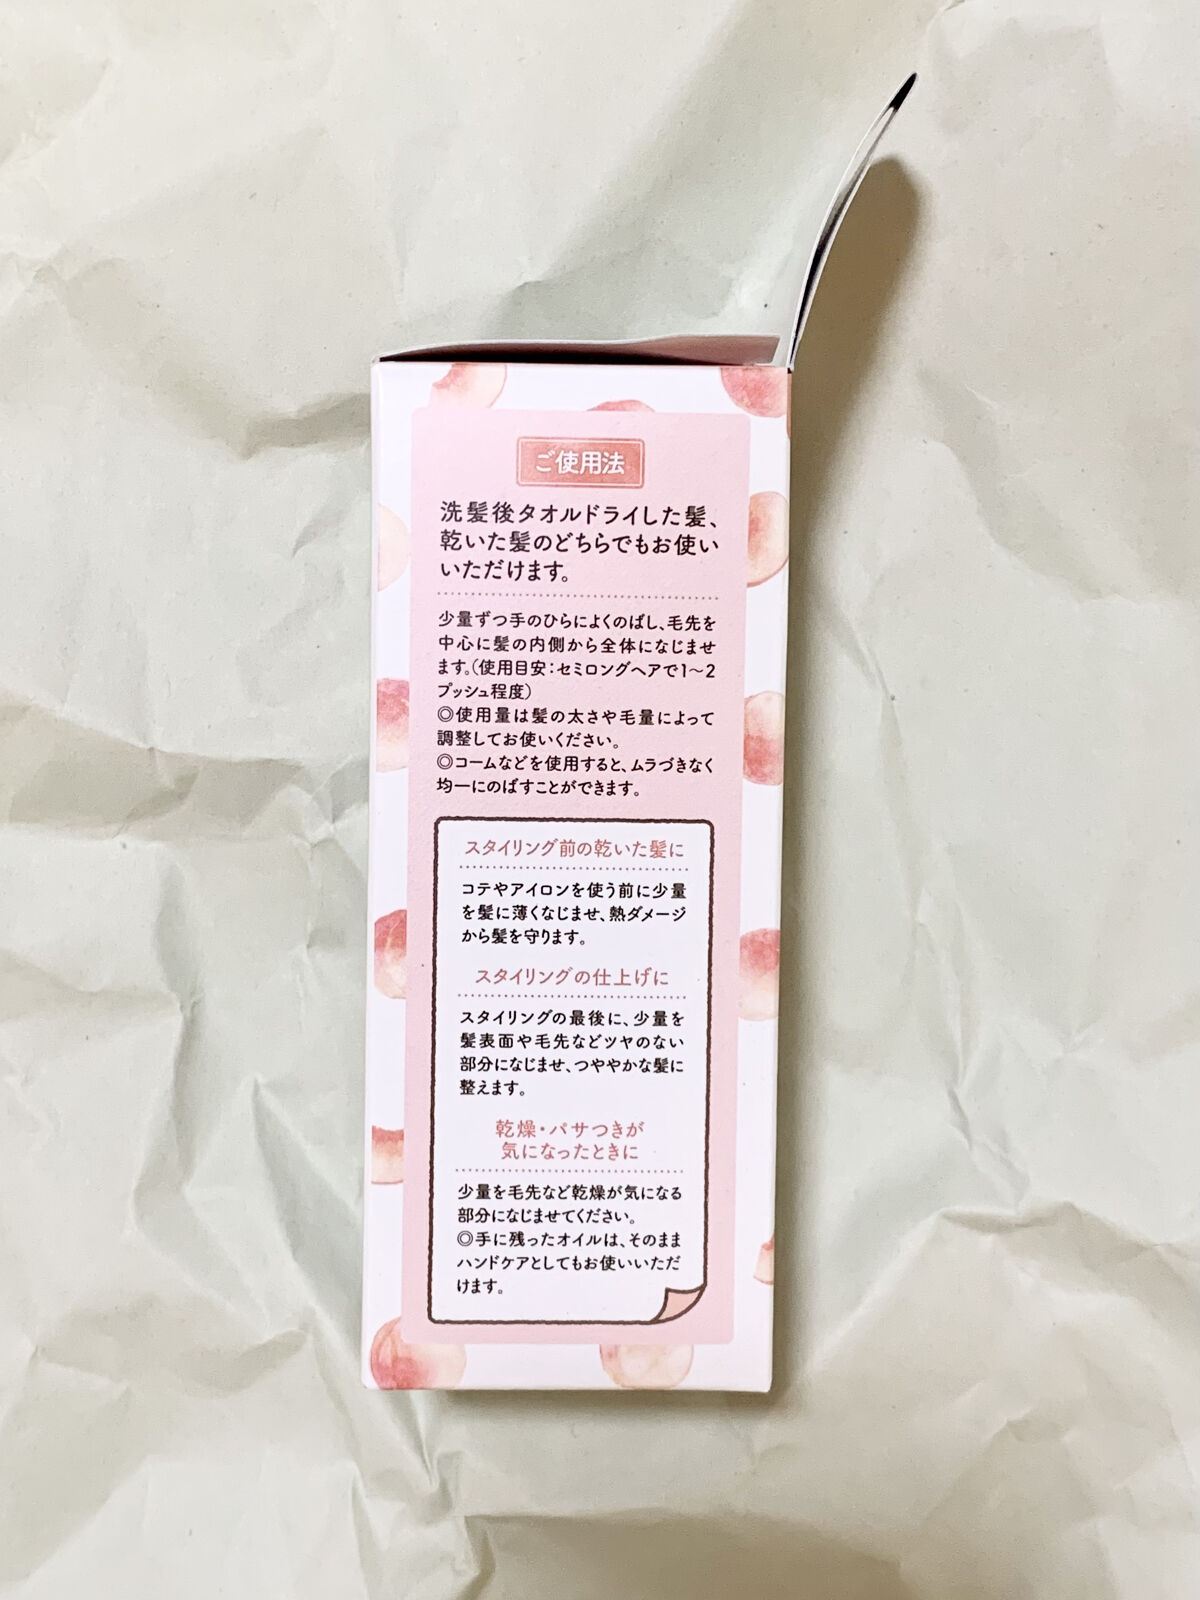 ご使用法
洗髪後タオルドライした髪、
乾いた髪のどちらでもお使い
いただけます。
少量ずつ手のひらによくのばし、毛先を
中心に髪の内側から全体になじませ
ます。（使用目安：セミロングヘアで1〜2
プッシュ程度）
◎使用量は髪の太さや毛量によって
調整してお使いください。
◎コームなどを使用すると、ムラづきなく
均一にのばすことができます。
スタイリング前の乾いた髪に
コテやアイロンを使う前に少量
を髪に薄くなじませ、熱ダメージ
から髪を守ります。
スタイリングの仕上げに
スタイリングの最後に、少量を
髪表面や毛先などツヤのない
部分になじませ、つややかな髪に
整えます。
乾燥・パサつきが
気になったときに
少量を毛先など乾燥が気になる
部分になじませてください。
◎手に残ったオイルは、そのまま
ハンドケアとしてもお使いいただ
けます。